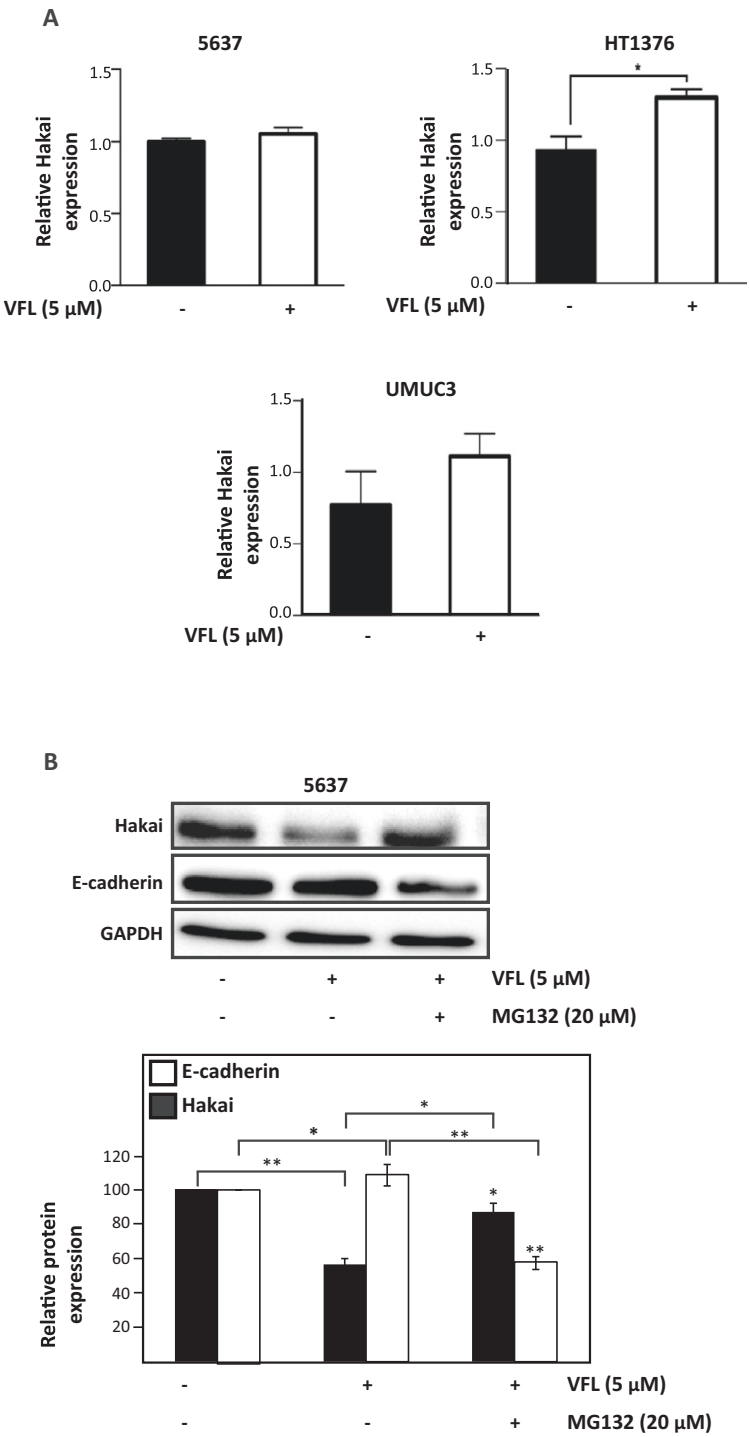 A
5637
HT1376
1.5
1.0
0.5
0.0
Relative Hakai
expression
VFL (5 µM)
-
+
1.5
1.0
0.5
0.0
Relative Hakai
expression
*
VFL (5 µM)
-
+
UMUC3
1.5
1.0
0.5
0.0
Relative Hakai
expression
VFL (5 µM)
-
+
B
5637
Hakai
E-cadherin
GAPDH
- + + VFL (5 µM)
- - + MG132 (20 µM)
E-cadherin
Hakai
120
100
80
60
40
20
Relative protein
expression
*
*
**
**
*
**
- + + VFL (5 µM)
- - + MG132 (20 µM)